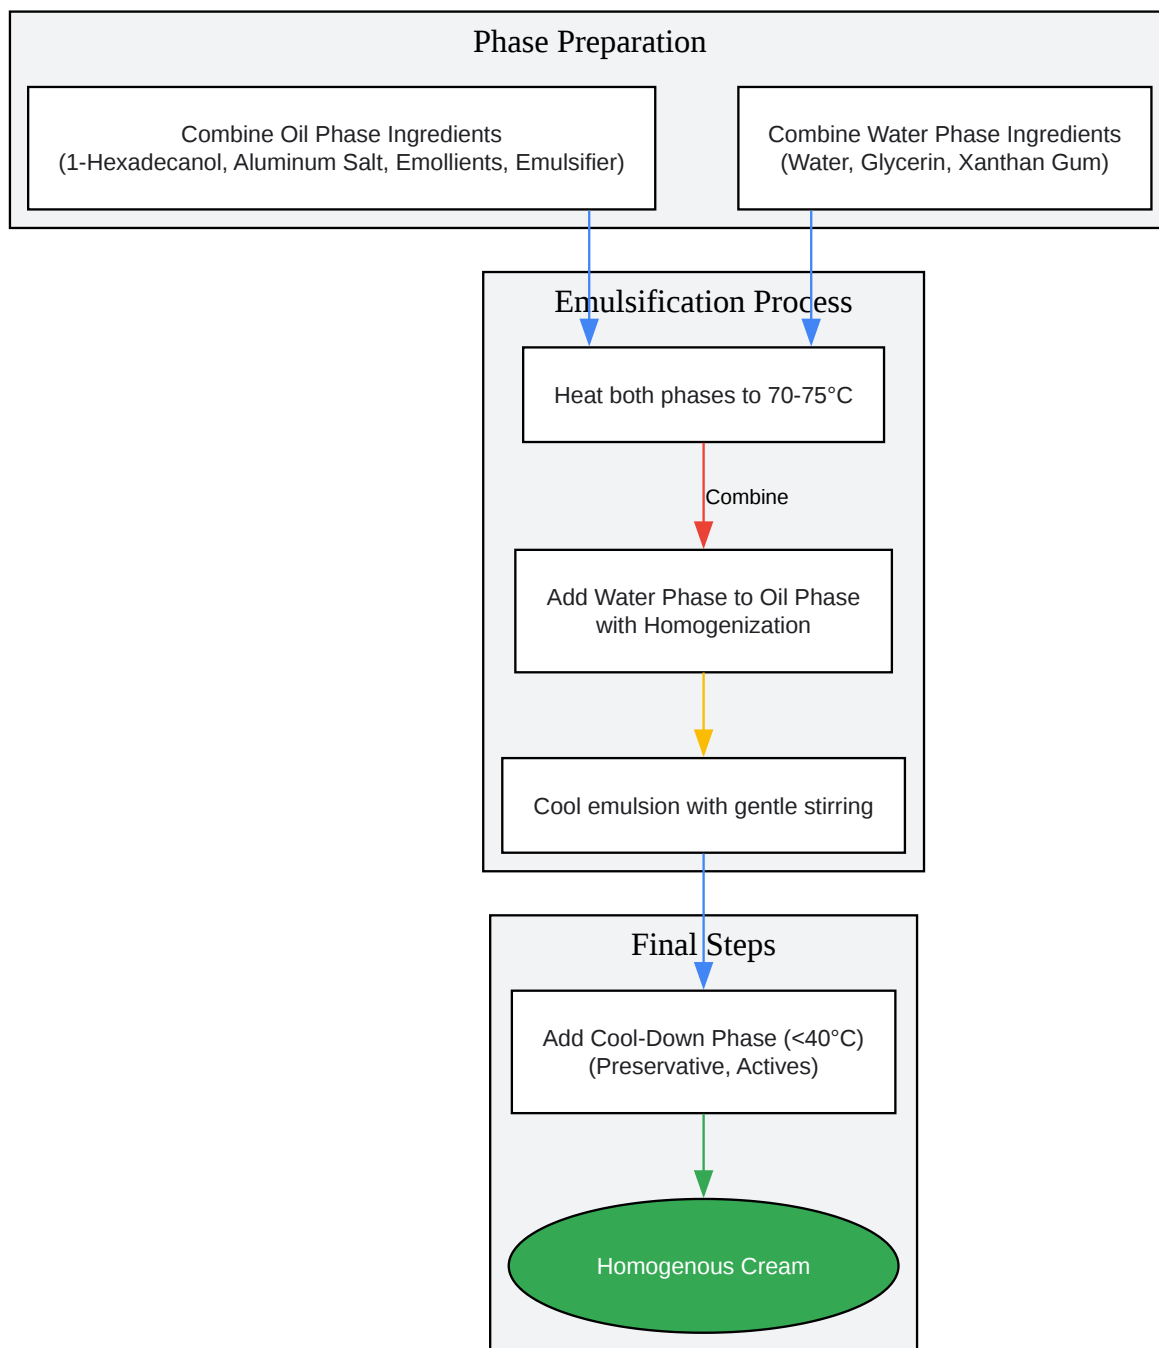 Phase Preparation
Combine Oil Phase Ingredients
(1-Hexadecanol, Aluminum Salt, Emollients, Emulsifier)
Combine Water Phase Ingredients
(Water, Glycerin, Xanthan Gum)
Emulsification Process
Heat both phases to 70-75°C
Combine
Add Water Phase to Oil Phase
with Homogenization
Cool emulsion with gentle stirring
Final Steps
Add Cool-Down Phase (<40°C)
(Preservative, Actives)
Homogenous Cream